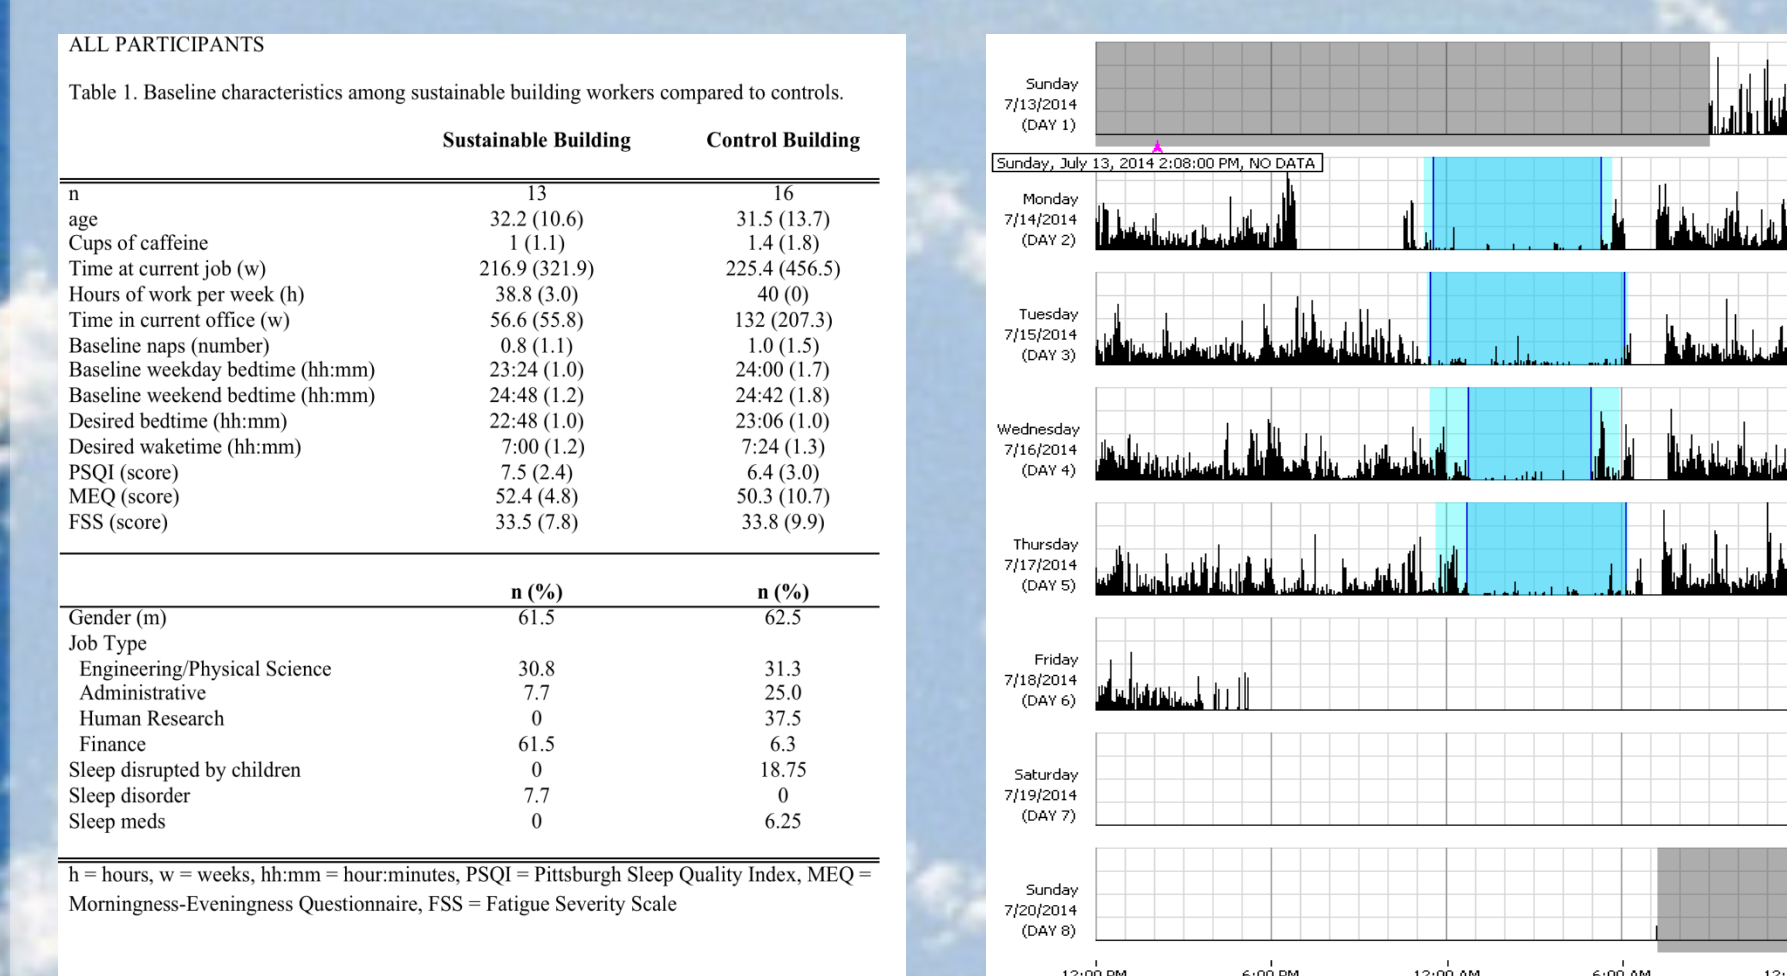 ALL PARTICIPANTS
Table 1. Baseline characteristics among sustainable building workers compared to controls.
Sustainable Building Control Building
n 13 16
age 32.2 (10.6) 31.5 (13.7)
Cups of caffeine 1 (1.1) 1.4 (1.8)
Time at current job (w) 216.9 (321.9) 225.4 (456.5)
Hours of work per week (h) 38.8 (3.0) 40 (0)
Time in current office (w) 56.6 (55.8) 132 (207.3)
Baseline naps (number) 0.8 (1.1) 1.0 (1.5)
Baseline weekday bedtime (hh:mm) 23:24 (1.0) 24:00 (1.7)
Baseline weekend bedtime (hh:mm) 24:48 (1.2) 24:42 (1.8)
Desired bedtime (hh:mm) 22:48 (1.0) 23:06 (1.0)
Desired waketime (hh:mm) 7:00 (1.2) 7:24 (1.3)
PSQI (score) 7.5 (2.4) 6.4 (3.0)
MEQ (score) 52.4 (4.8) 50.3 (10.7)
FSS (score) 33.5 (7.8) 33.8 (9.9)
n (%) n (%)
Gender (m) 61.5 62.5
Job Type
Engineering/Physical Science 30.8 31.3
Administrative 7.7 25.0
Human Research 0 37.5
Finance 61.5 6.3
Sleep disrupted by children 0 18.75
Sleep disorder 7.7 0
Sleep meds 0 6.25
h = hours, w = weeks, hh:mm = hour:minutes, PSQI = Pittsburgh Sleep Quality Index, MEQ =
Morningness-Eveningness Questionnaire, FSS = Fatigue Severity Scale
Sunday
7/13/2014
(DAY 1)
Sunday, July 13, 2014 2:08:00 PM, NO DATA
Monday
7/14/2014
(DAY 2)
Tuesday
7/15/2014
(DAY 3)
Wednesday
7/16/2014
(DAY 4)
Thursday
7/17/2014
(DAY 5)
Friday
7/18/2014
(DAY 6)
Saturday
7/19/2014
(DAY 7)
Sunday
7/20/2014
(DAY 8)
12:00 PM 6:00 PM 12:00 AM 6:00 AM